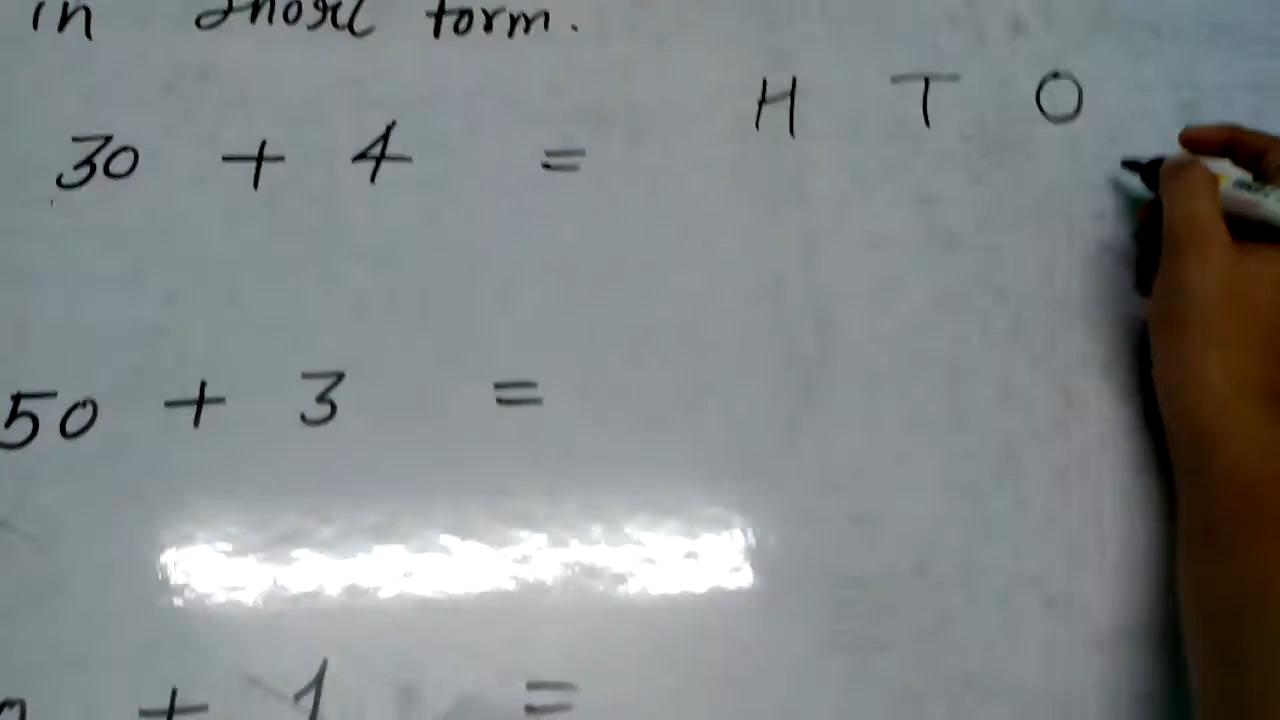 in short form.
H T O
30 + 4 =
50 + 3 =
+ 1 =